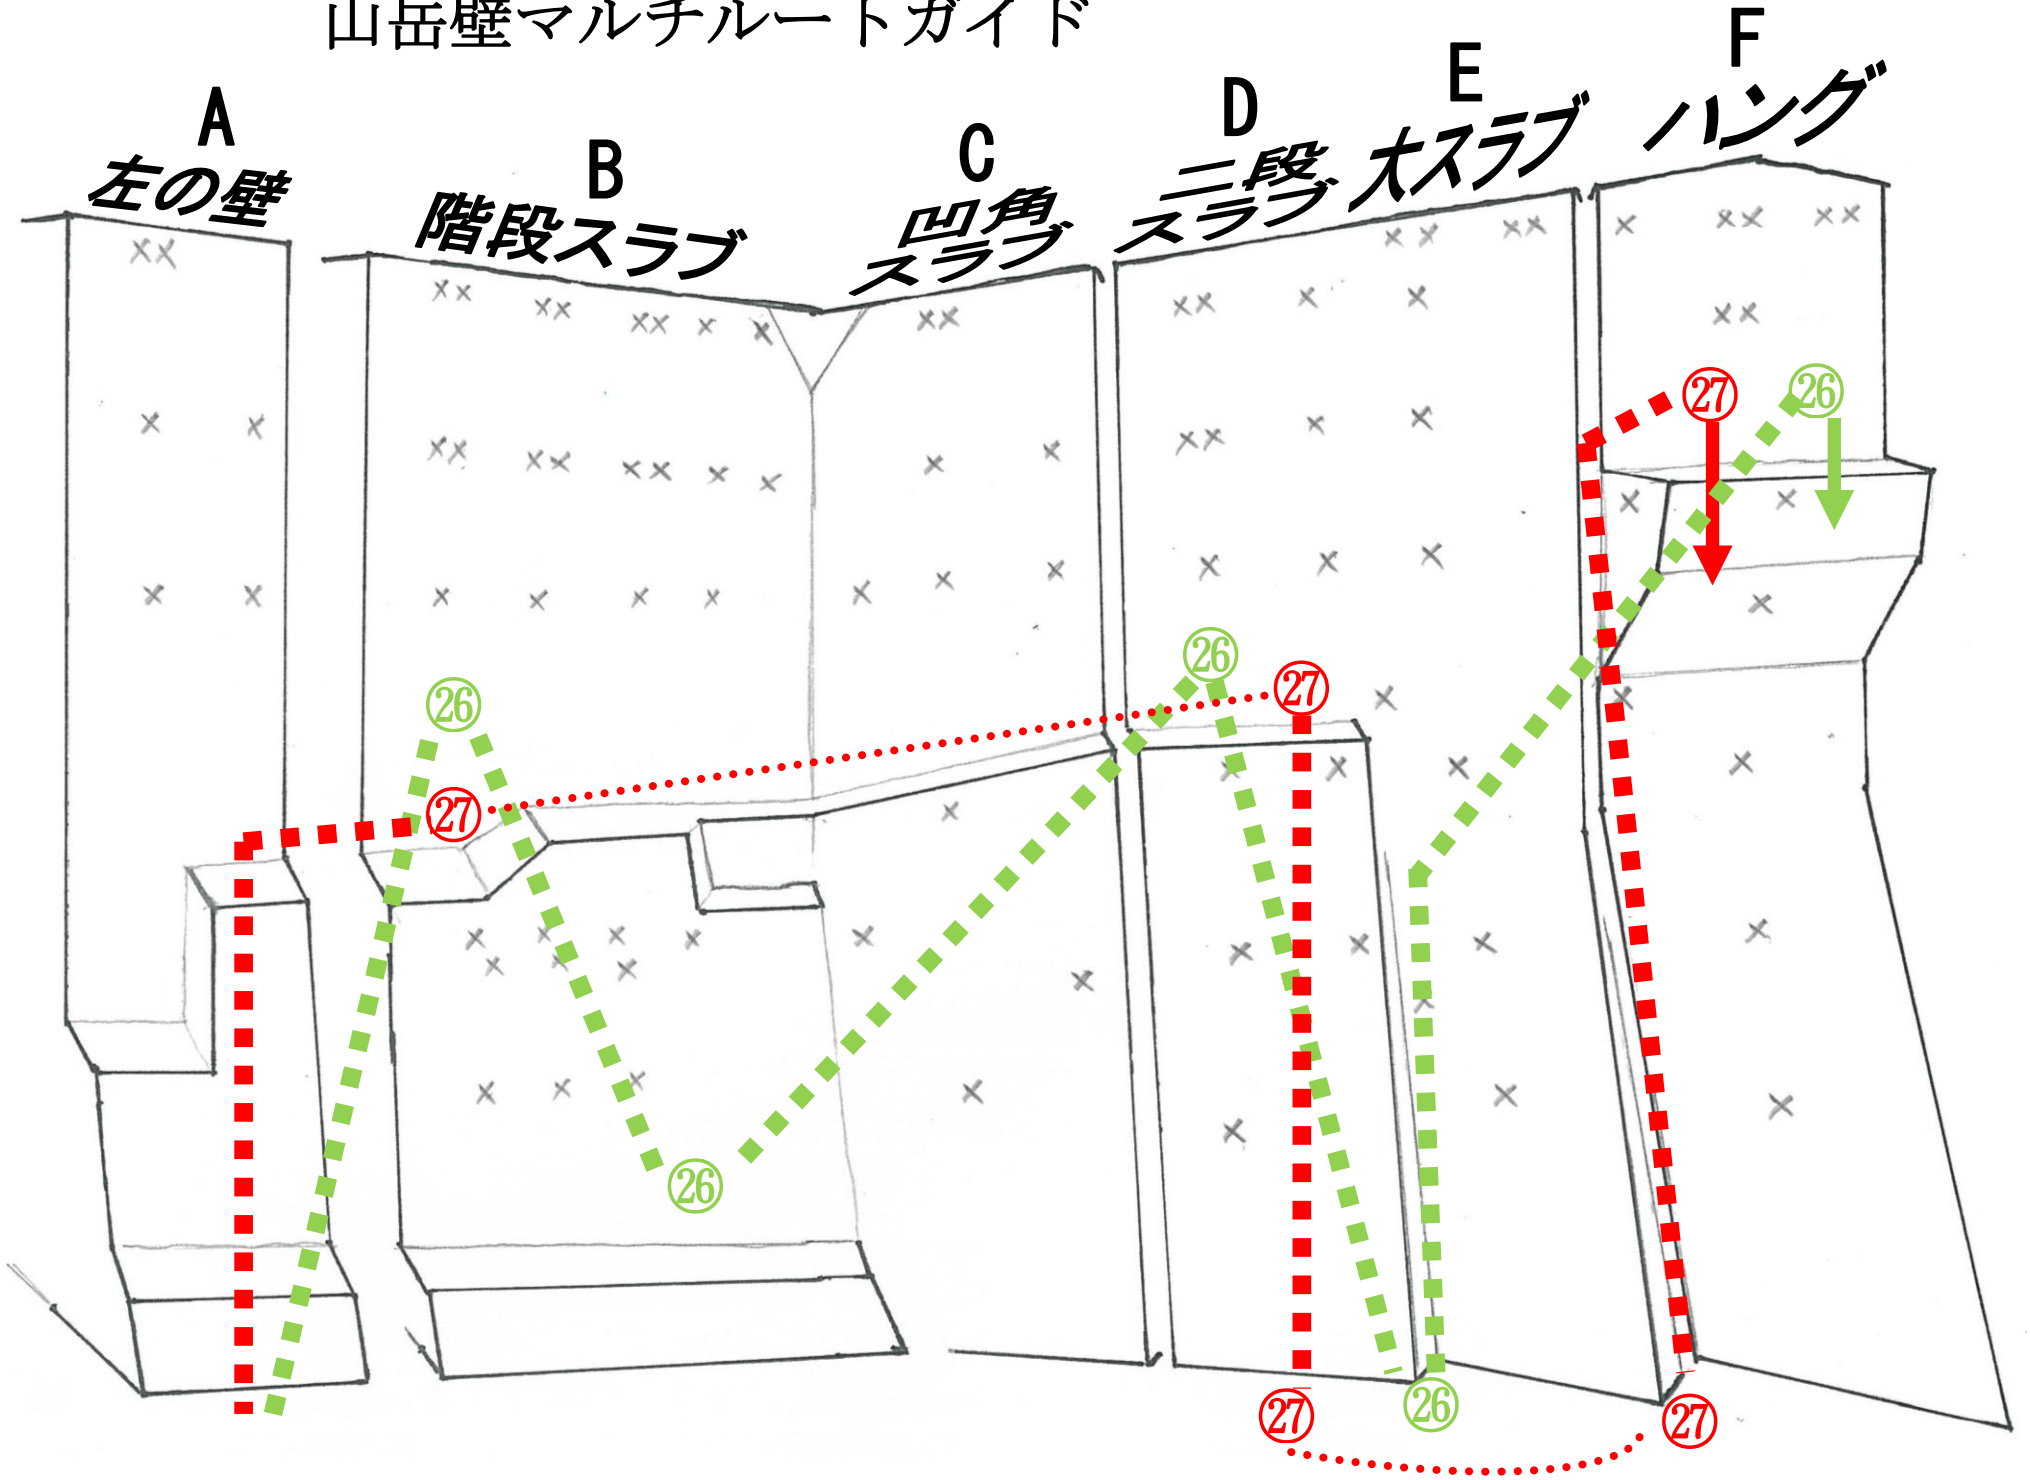 山岳壁マルチルートガイド
A
左の壁
B
階段スラブ
C
凹角
スラブ
D
二段
スラブ
E
大スラブ
F
ハング
㉗
㉖
㉖
㉗
㉖
㉗
㉖
㉗
㉖
㉗